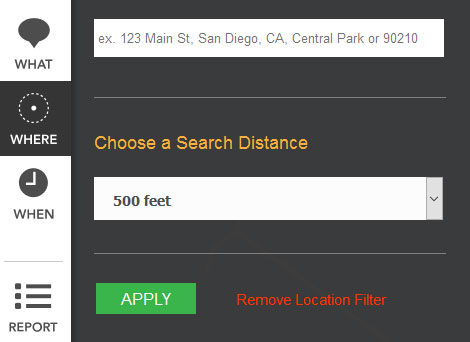 WHAT
WHERE
WHEN
REPORT
ex. 123 Main St, San Diego, CA, Central Park or 90210
Choose a Search Distance
500 feet
APPLY
Remove Location Filter